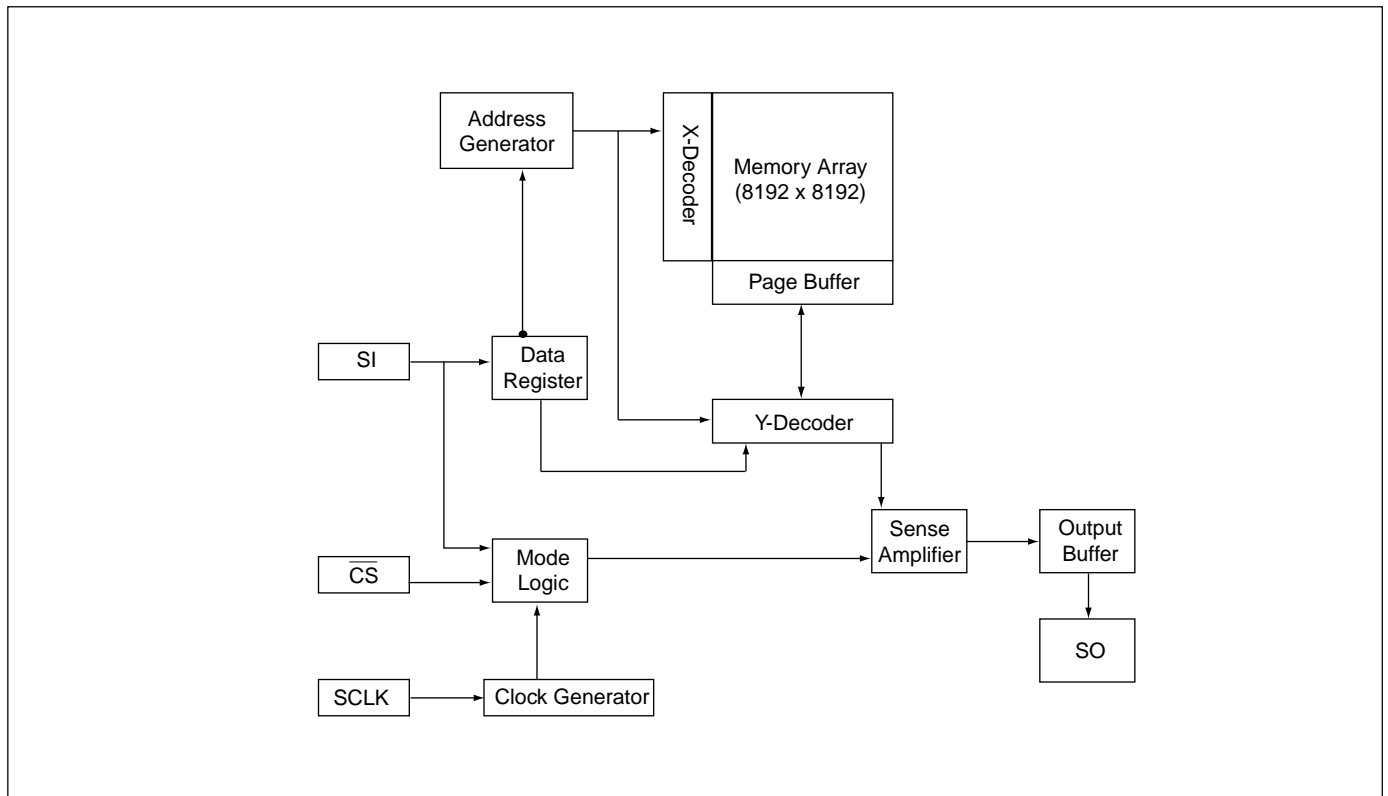 Address
Generator
X-Decoder
Memory Array
(8192 x 8192)
Page Buffer
SI
Data
Register
Y-Decoder
Sense
Amplifier
Output
Buffer
C̅S̅
Mode
Logic
SO
SCLK
Clock Generator